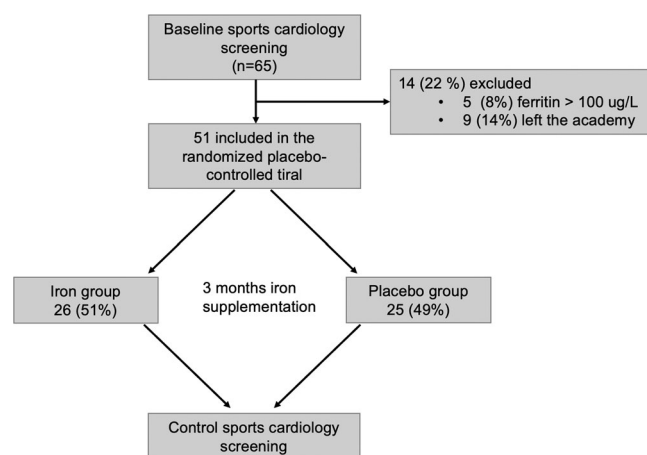 Baseline sports cardiology
screening
(n=65)
14 (22 %) excluded
• 5 (8%) ferritin > 100 ug/L
• 9 (14%) left the academy
51 included in the
randomized placebo-
controlled tiral
Iron group
26 (51%)
3 months iron
supplementation
Placebo group
25 (49%)
Control sports cardiology
screening